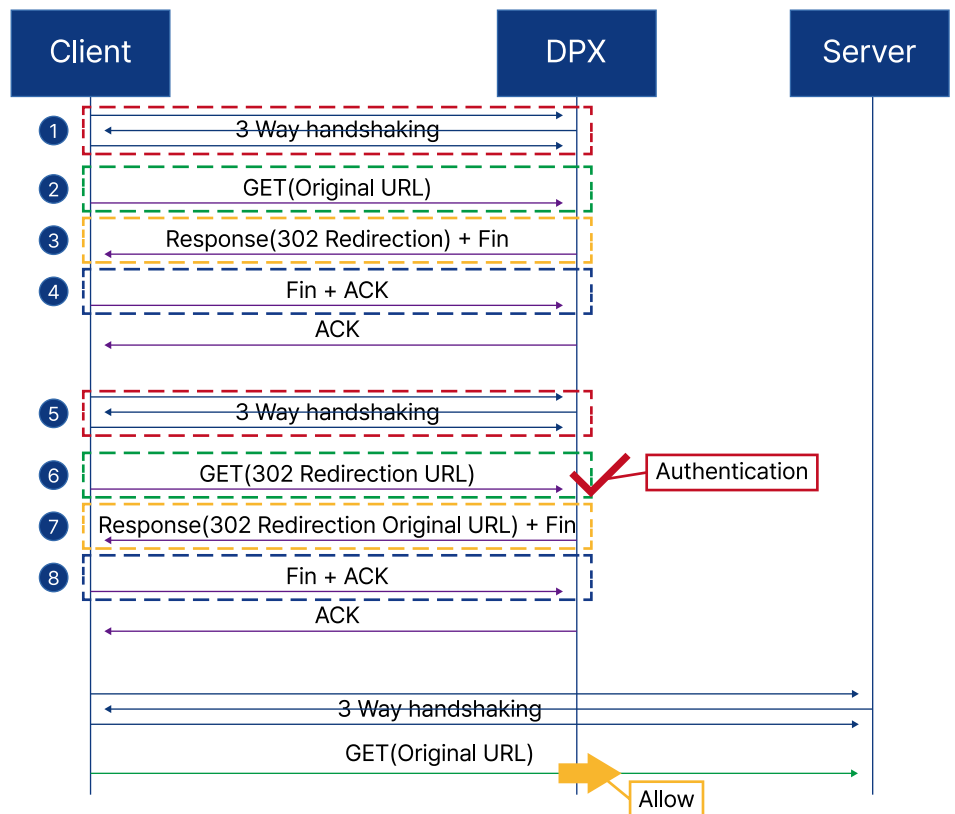 Client
DPX
Server
1
3 Way handshaking
2
GET(Original URL)
3
Response(302 Redirection) + Fin
4
Fin + ACK
ACK
5
3 Way handshaking
6
GET(302 Redirection URL)
Authentication
7
Response(302 Redirection Original URL) + Fin
8
Fin + ACK
ACK
3 Way handshaking
GET(Original URL)
Allow